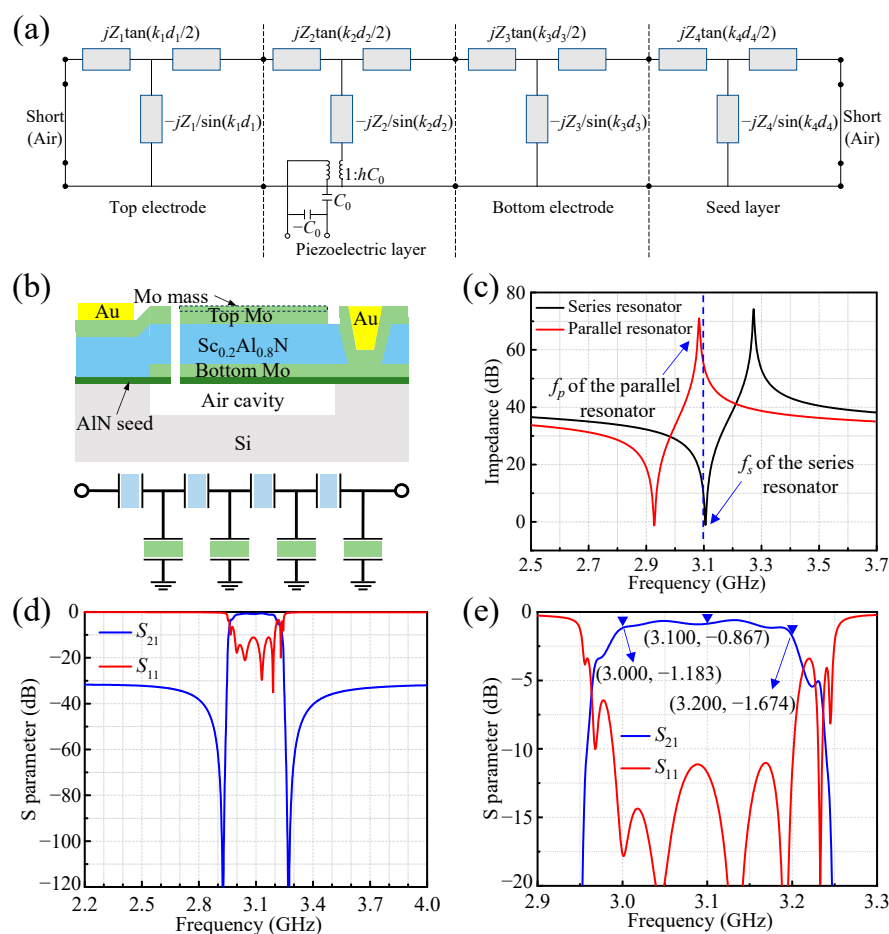 (a)
jZ₁tan(k₁d₁/2)
jZ₂tan(k₂d₂/2)
jZ₃tan(k₃d₃/2)
jZ₄tan(k₄d₄/2)
Short
(Air)
−jZ₁/sin(k₁d₁)
−jZ₂/sin(k₂d₂)
−jZ₃/sin(k₃d₃)
−jZ₄/sin(k₄d₄)
Short
(Air)
1:hC₀
C₀
−C₀
Top electrode
Piezoelectric layer
Bottom electrode
Seed layer
(b)
Mo mass
Au
Top Mo
Au
Sc₀.₂Al₀.₈N
Bottom Mo
Air cavity
AlN seed
Si
(c)
80
60
40
20
0
Impedance (dB)
Series resonator
Parallel resonator
fₚ of the parallel
resonator
fₛ of the series
resonator
2.5 2.7 2.9 3.1 3.3 3.5 3.7
Frequency (GHz)
(d)
0
−20
−40
−60
−80
−100
−120
S parameter (dB)
S₂₁
S₁₁
2.2 2.5 2.8 3.1 3.4 3.7 4.0
Frequency (GHz)
(e)
0
−5
−10
−15
−20
S parameter (dB)
(3.100, −0.867)
(3.000, −1.183)
(3.200, −1.674)
S₂₁
S₁₁
2.9 3.0 3.1 3.2 3.3
Frequency (GHz)